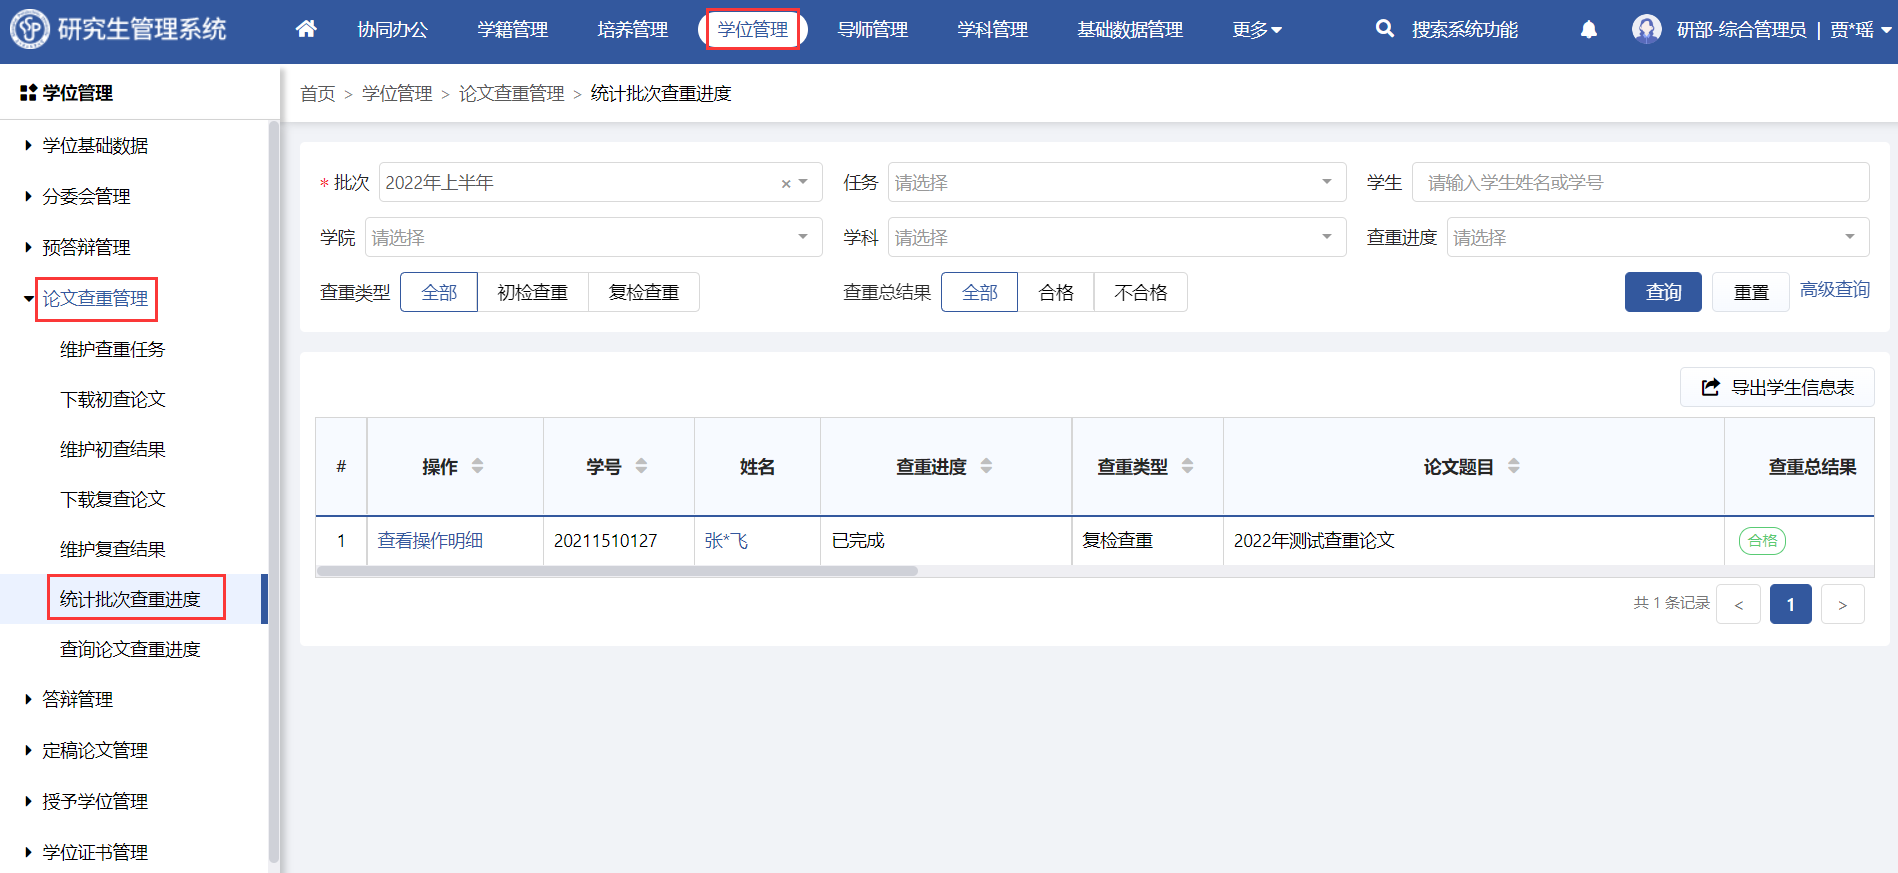 研究生管理系统
协同办公 学籍管理 培养管理 学位管理 导师管理 学科管理 基础数据管理 更多 搜索系统功能 研部-综合管理员 | 贾*瑶
学位管理
学位基础数据
分委会管理
预答辩管理
论文查重管理
维护查重任务
下载初查论文
维护初查结果
下载复查论文
维护复查结果
统计批次查重进度
查询论文查重进度
答辩管理
定稿论文管理
授予学位管理
学位证书管理
首页 > 学位管理 > 论文查重管理 > 统计批次查重进度
* 批次 2022年上半年 × 任务 请选择 学生 请输入学生姓名或学号
学院 请选择 学科 请选择 查重进度 请选择
查重类型 全部 初检查重 复检查重 查重总结果 全部 合格 不合格 查询 重置 高级查询
导出学生信息表
# 操作 学号 姓名 查重进度 查重类型 论文题目 查重总结果
1 查看操作明细 20211510127 张*飞 已完成 复检查重 2022年测试查重论文 合格
共 1 条记录 < 1 >